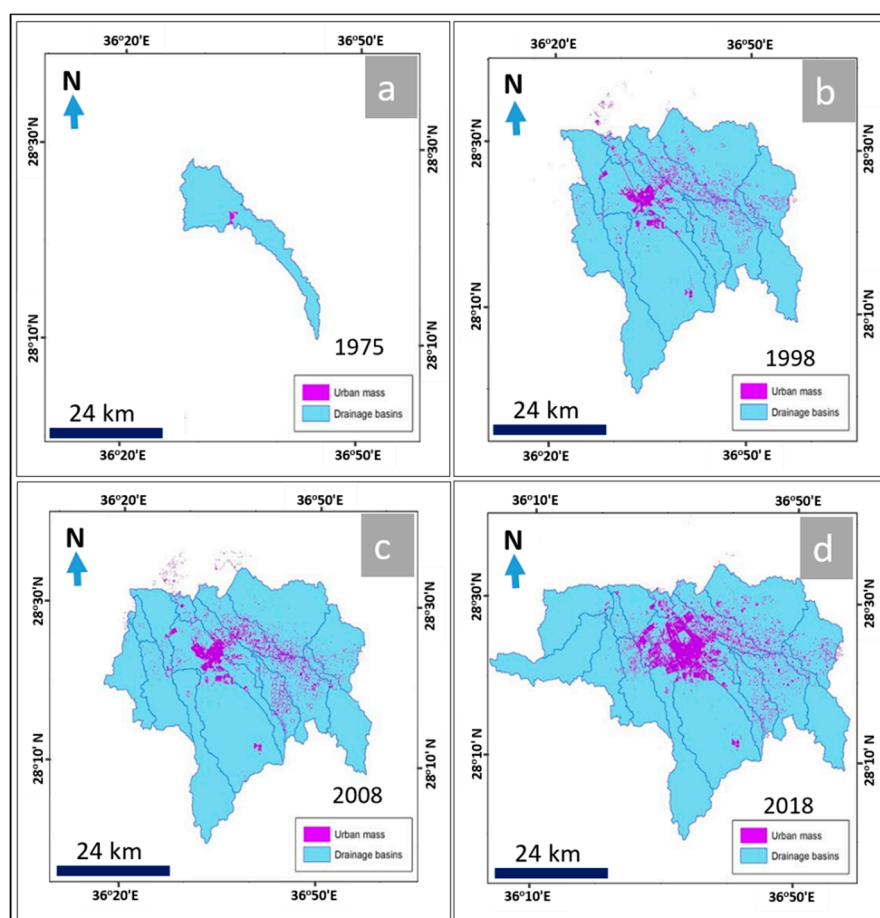 36°20'E 36°50'E
N
a
28°30'N 28°30'N
28°10'N 28°10'N
1975
Urban mass
Drainage basins
24 km
36°20'E 36°50'E
36°20'E 36°50'E
N
b
28°30'N 28°30'N
28°10'N 28°10'N
1998
Urban mass
Drainage basins
24 km
36°20'E 36°50'E
36°20'E 36°50'E
N
c
28°30'N 28°30'N
28°10'N 28°10'N
2008
Urban mass
Drainage basins
24 km
36°20'E 36°50'E
36°10'E 36°50'E
N
d
28°30'N 28°30'N
28°10'N 28°10'N
2018
Urban mass
Drainage basins
24 km
36°10'E 36°50'E